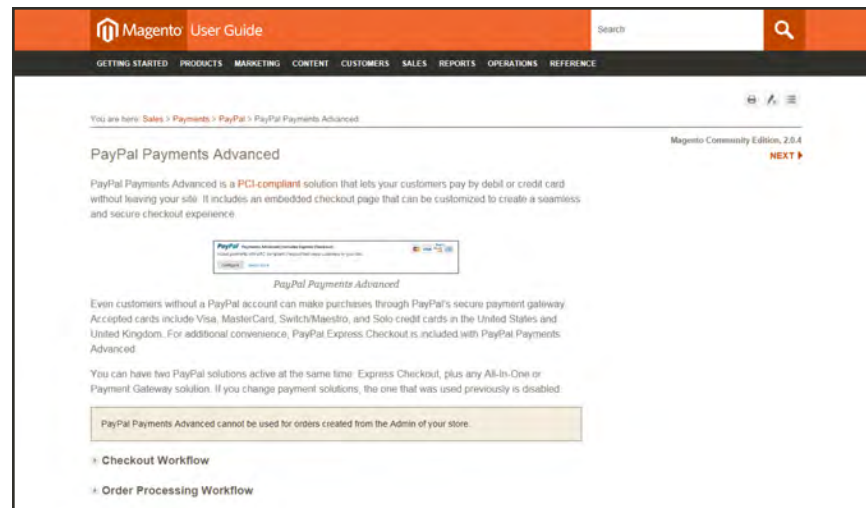 Magento User Guide
Search
GETTING STARTED PRODUCTS MARKETING CONTENT CUSTOMERS SALES REPORTS OPERATIONS REFERENCE
You are here: Sales > Payments > PayPal > PayPal Payments Advanced
Magento Community Edition, 2.0.4
NEXT
PayPal Payments Advanced
PayPal Payments Advanced is a PCI-compliant solution that lets your customers pay by debit or credit card
without leaving your site. It includes an embedded checkout page that can be customized to create a seamless
and secure checkout experience.
PayPal Payments Advanced (Includes Express Checkout)
Configure
PayPal Payments Advanced
Even customers without a PayPal account can make purchases through PayPal's secure payment gateway.
Accepted cards include Visa, MasterCard, Switch/Maestro, and Solo credit cards in the United States and
United Kingdom. For additional convenience, PayPal Express Checkout is included with PayPal Payments
Advanced.
You can have two PayPal solutions active at the same time: Express Checkout, plus any All-In-One or
Payment Gateway solution. If you change payment solutions, the one that was used previously is disabled.
PayPal Payments Advanced cannot be used for orders created from the Admin of your store.
Checkout Workflow
Order Processing Workflow